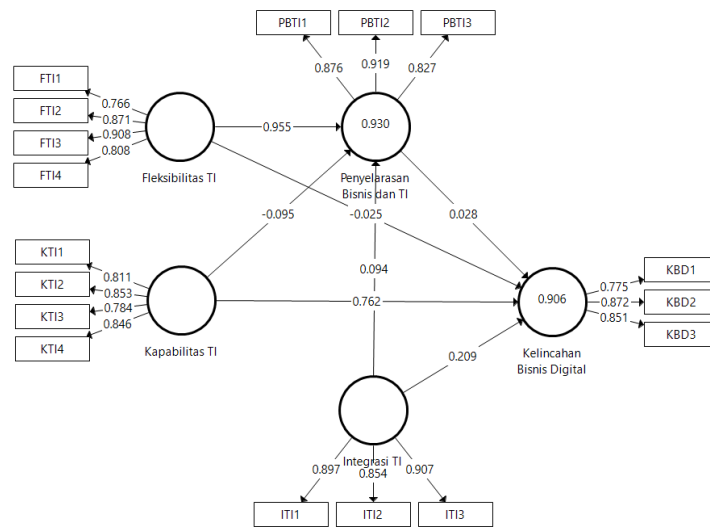 PBTI1
PBTI2
PBTI3
0.876
0.919
0.827
FTI1
FTI2
FTI3
FTI4
0.766
0.871
0.908
0.808
Fleksibilitas TI
0.955
0.930
Penyelarasan
Bisnis dan TI
-0.095
-0.025
0.028
0.094
0.762
0.209
KTI1
KTI2
KTI3
KTI4
0.811
0.853
0.784
0.846
Kapabilitas TI
0.906
Kelincahan
Bisnis Digital
0.775
0.872
0.851
KBD1
KBD2
KBD3
Integrasi TI
0.897
0.854
0.907
ITI1
ITI2
ITI3